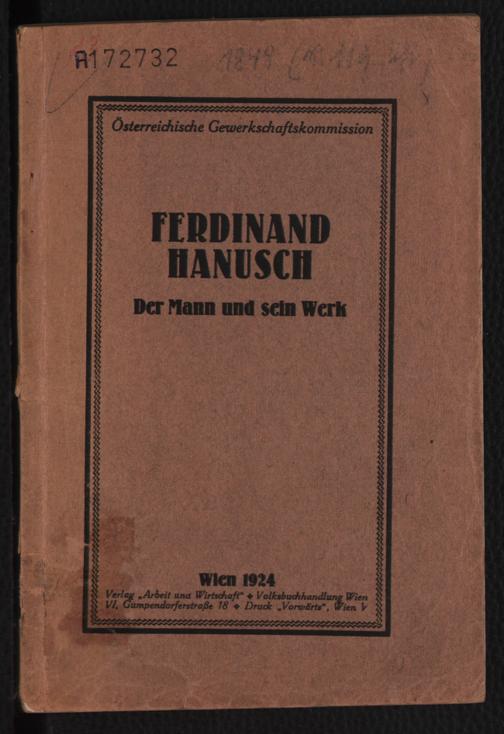 A172732
1849
Österreichische Gewerkschaftskommission
FERDINAND
HANUSCH
Der Mann und sein Werk
Wien 1924
Verlag „Arbeit und Wirtschaft“ ⬥ Volksbuchhandlung Wien
VI, Gumpendorferstraße 18 ⬥ Druck „Vorwärts“, Wien V